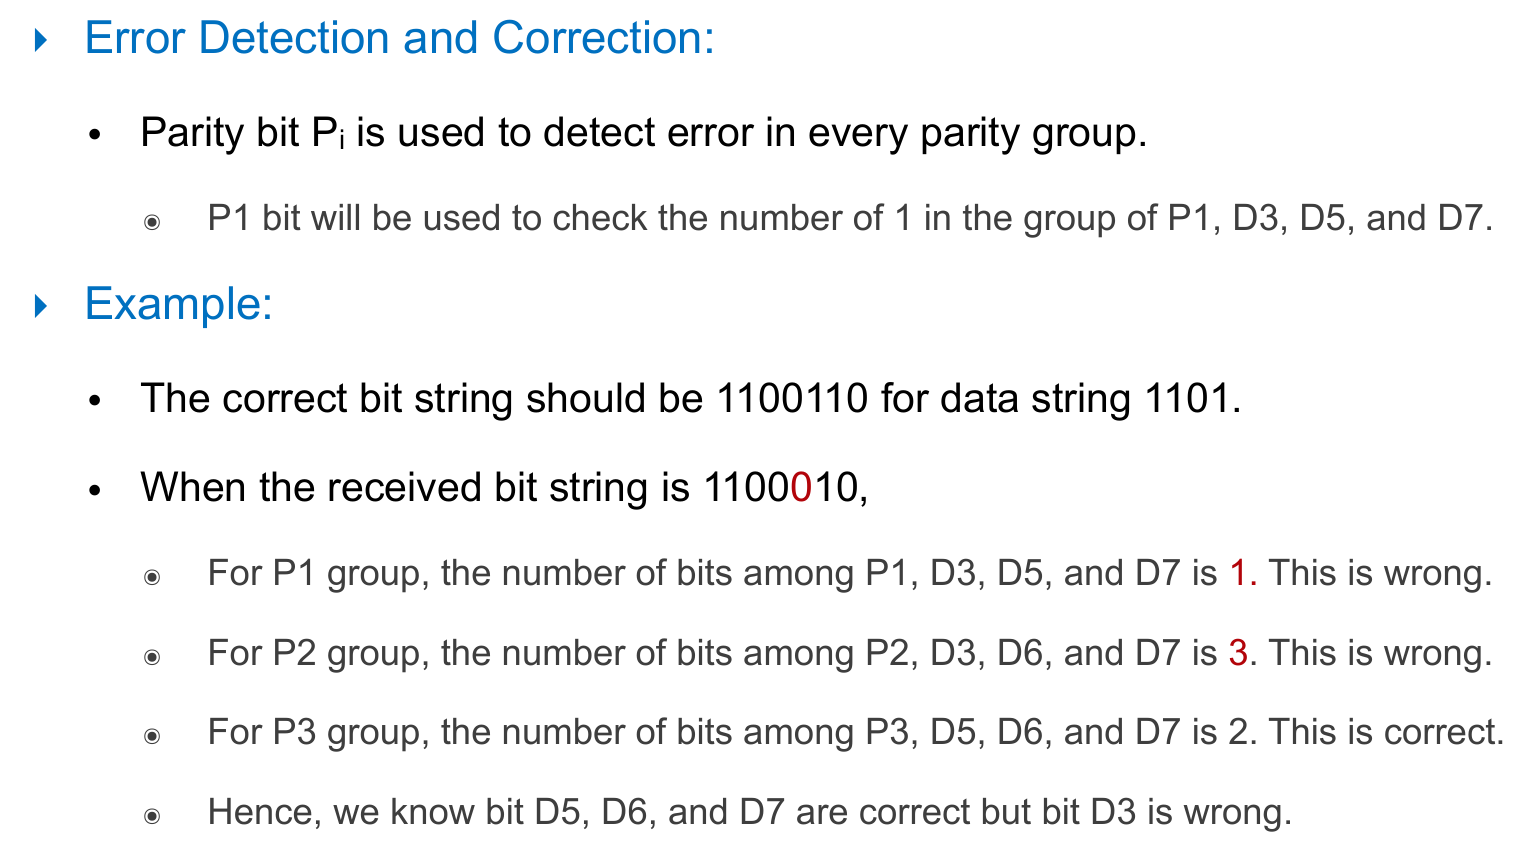 Error Detection and Correction:
• Parity bit Pᵢ is used to detect error in every parity group.
P1 bit will be used to check the number of 1 in the group of P1, D3, D5, and D7.
Example:
• The correct bit string should be 1100110 for data string 1101.
• When the received bit string is 1100010,
For P1 group, the number of bits among P1, D3, D5, and D7 is 1. This is wrong.
For P2 group, the number of bits among P2, D3, D6, and D7 is 3. This is wrong.
For P3 group, the number of bits among P3, D5, D6, and D7 is 2. This is correct.
Hence, we know bit D5, D6, and D7 are correct but bit D3 is wrong.